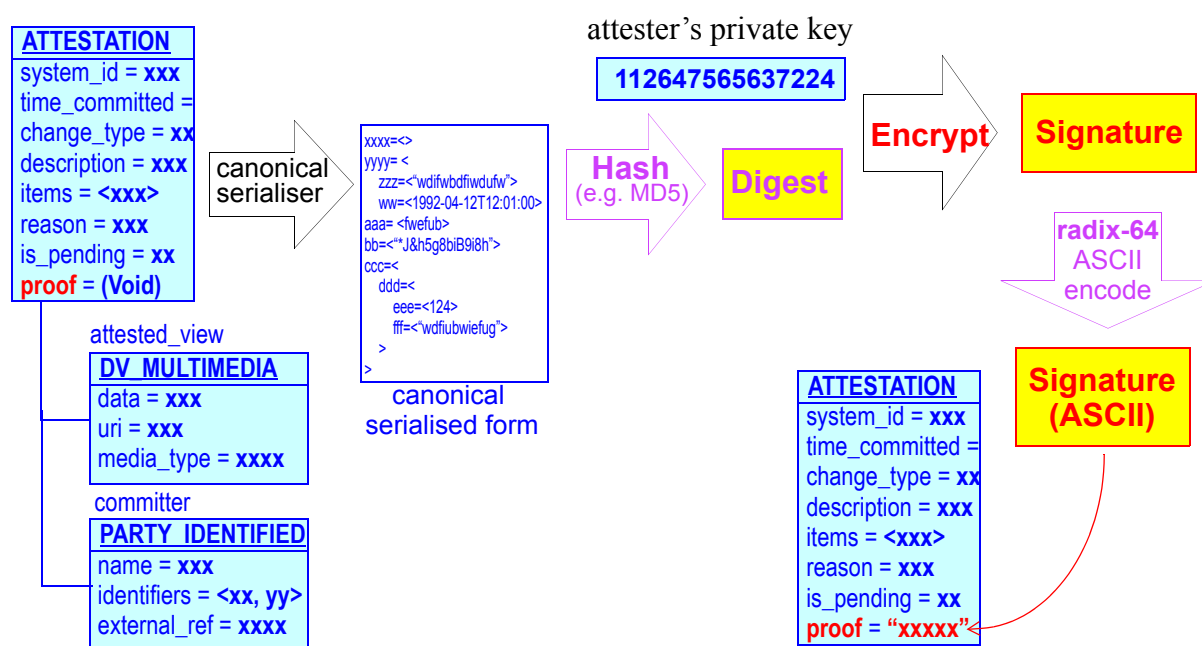 ATTESTATION
system_id = xxx
time_committed =
change_type = xx
description = xxx
items = <xxx>
reason = xxx
is_pending = xx
proof = (Void)
attested_view
DV_MULTIMEDIA
data = xxx
uri = xxx
media_type = xxxx
committer
PARTY_IDENTIFIED
name = xxx
identifiers = <xx, yy>
external_ref = xxxx
canonical
serialiser
xxxx=<>
yyyy= <
zzz=<“wdifwbdfiwdufw”>
ww=<1992-04-12T12:01:00>
aaa= <fwefub>
bb=<“*J&h5g8biB9i8h”>
ccc=<
ddd=<
eee=<124>
fff=<“wdfiubwiefug”>
>
>
canonical
serialised form
Hash
(e.g. MD5)
Digest
attester’s private key
112647565637224
Encrypt
Signature
radix-64
ASCII
encode
Signature
(ASCII)
ATTESTATION
system_id = xxx
time_committed =
change_type = xx
description = xxx
items = <xxx>
reason = xxx
is_pending = xx
proof = “xxxxx”